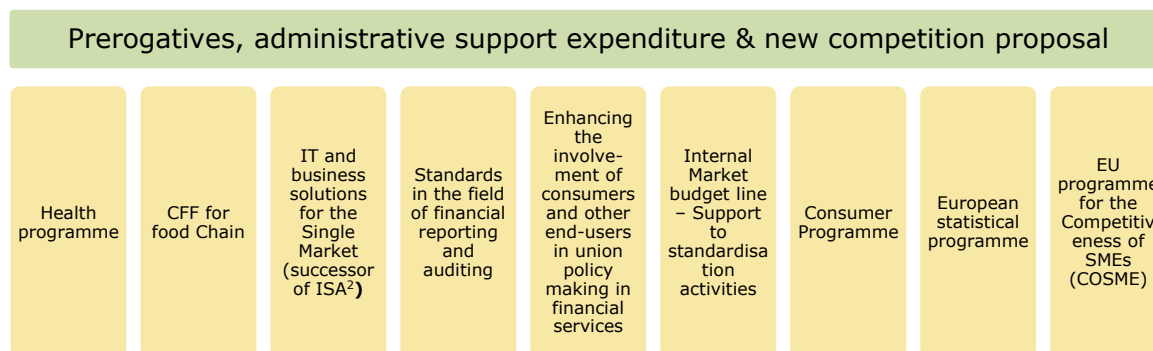 Prerogatives, administrative support expenditure & new competition proposal
Health
programme
CFF for
food Chain
IT and
business
solutions
for the
Single
Market
(successor
of ISA²)
Standards
in the field
of financial
reporting
and
auditing
Enhancing
the
involve-
ment of
consumers
and other
end-users
in union
policy
making in
financial
services
Internal
Market
budget line
– Support
to
standardisa
tion
activities
Consumer
Programme
European
statistical
programme
EU
programme
for the
Competitiv
eness of
SMEs
(COSME)